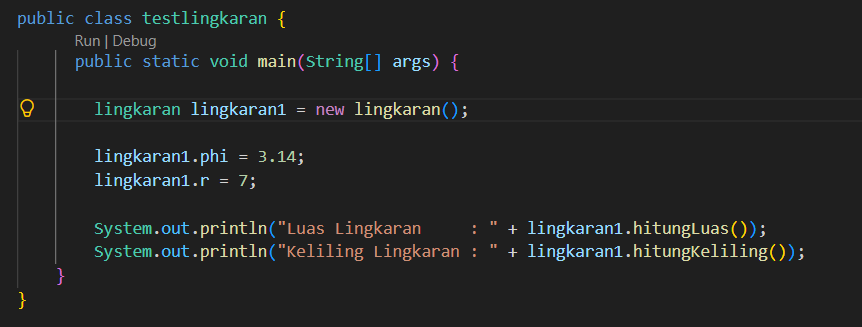 public class testlingkaran {
Run | Debug
public static void main(String[] args) {
lingkaran lingkaran1 = new lingkaran();
lingkaran1.phi = 3.14;
lingkaran1.r = 7;
System.out.println("Luas Lingkaran     : " + lingkaran1.hitungLuas());
System.out.println("Keliling Lingkaran : " + lingkaran1.hitungKeliling());
}
}